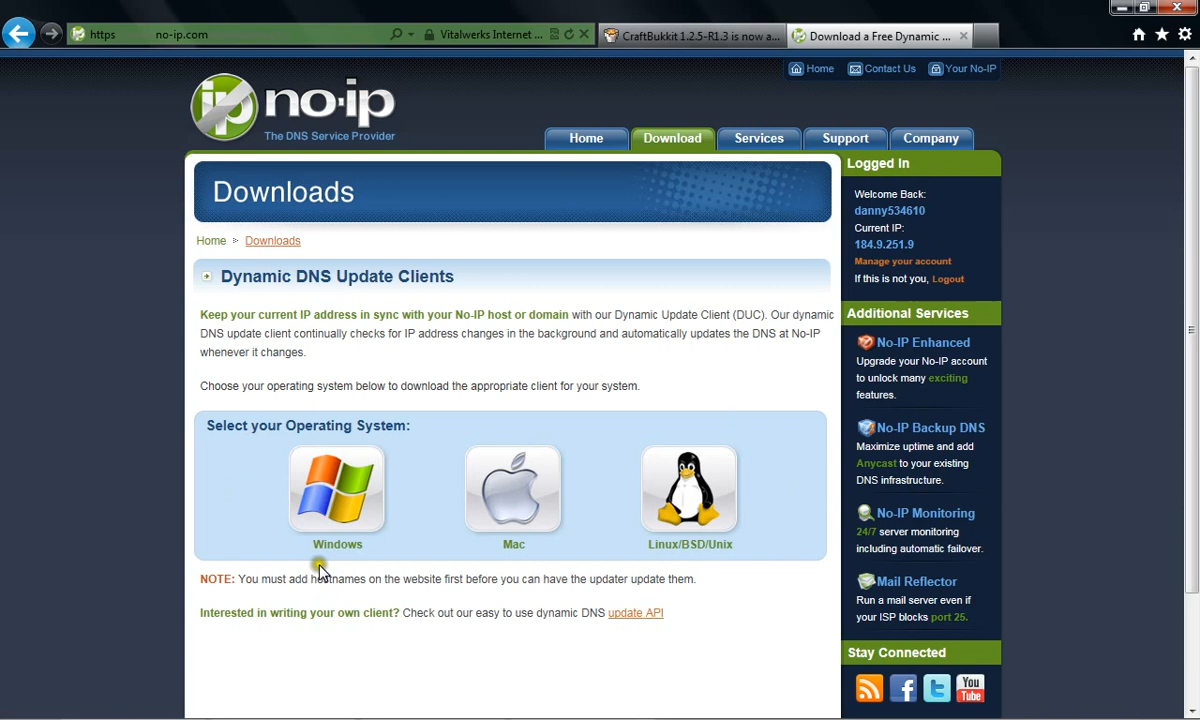 https no-ip.com
Vitalwerks Internet ...
CraftBukkit 1.2.5-R1.3 is now a...
Download a Free Dynamic ...
Home
Contact Us
Your No-IP
ip no-ip
The DNS Service Provider
Home
Download
Services
Support
Company
Downloads
Home
Downloads
Dynamic DNS Update Clients
Keep your current IP address in sync with your No-IP host or domain with our Dynamic Update Client (DUC). Our dynamic
DNS update client continually checks for IP address changes in the background and automatically updates the DNS at No-IP
whenever it changes.
Choose your operating system below to download the appropriate client for your system.
Select your Operating System:
Windows
Mac
Linux/BSD/Unix
NOTE: You must add hostnames on the website first before you can have the updater update them.
Interested in writing your own client? Check out our easy to use dynamic DNS update API
Logged In
Welcome Back:
danny534610
Current IP:
184.9.251.9
Manage your account
If this is not you, Logout
Additional Services
No-IP Enhanced
Upgrade your No-IP account
to unlock many exciting
features.
No-IP Backup DNS
Maximize uptime and add
Anycast to your existing
DNS infrastructure.
No-IP Monitoring
24/7 server monitoring
including automatic failover.
Mail Reflector
Run a mail server even if
your ISP blocks port 25.
Stay Connected
You
Tube